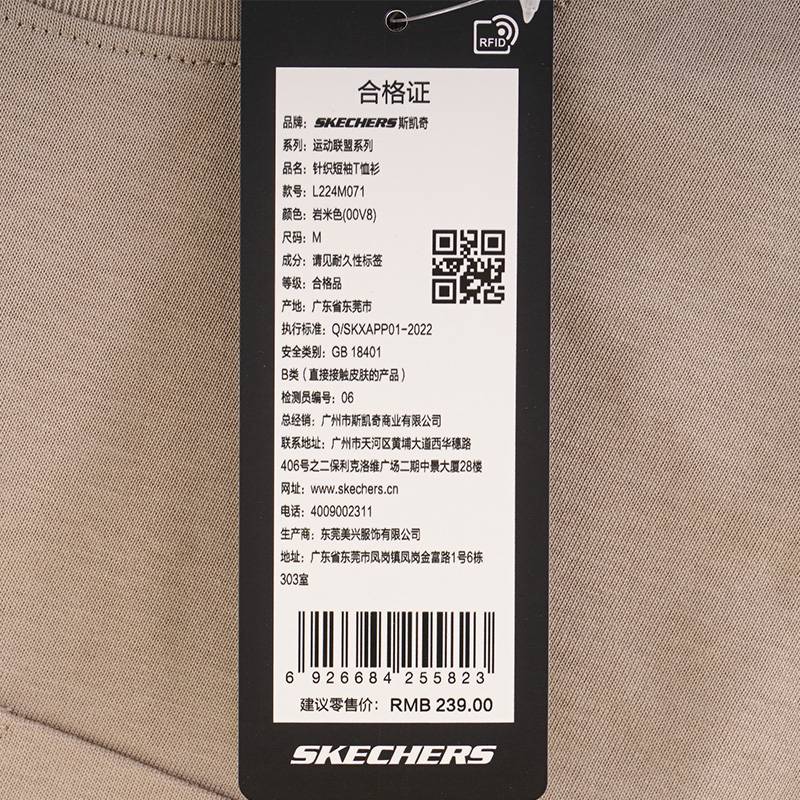 RFID
合格证
品牌：SKECHERS 斯凯奇
系列：运动联盟系列
品名：针织短袖T恤衫
款号：L224M071
颜色：岩米色(00V8)
尺码：M
成分：请见耐久性标签
等级：合格品
产地：广东省东莞市
执行标准：Q/SKXAPP01-2022
安全类别：GB 18401
B类（直接接触皮肤的产品）
检测员编号：06
总经销：广州市斯凯奇商业有限公司
联系地址：广州市天河区黄埔大道西华穗路
406号之二保利克洛维广场二期中景大厦28楼
网址：www.skechers.cn
电话：4009002311
生产商：东莞美兴服饰有限公司
地址：广东省东莞市凤岗镇凤岗金富路1号6栋
303室
6 926684 255823
建议零售价：RMB 239.00
SKECHERS